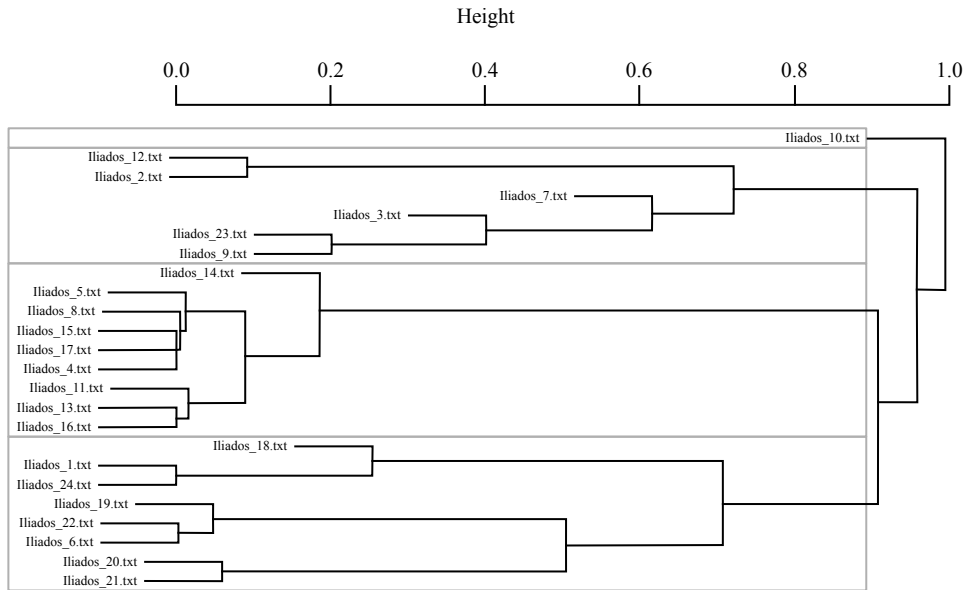 Height
0.0 0.2 0.4 0.6 0.8 1.0
Iliados_10.txt
Iliados_12.txt
Iliados_2.txt
Iliados_7.txt
Iliados_3.txt
Iliados_23.txt
Iliados_9.txt
Iliados_14.txt
Iliados_5.txt
Iliados_8.txt
Iliados_15.txt
Iliados_17.txt
Iliados_4.txt
Iliados_11.txt
Iliados_13.txt
Iliados_16.txt
Iliados_18.txt
Iliados_1.txt
Iliados_24.txt
Iliados_19.txt
Iliados_22.txt
Iliados_6.txt
Iliados_20.txt
Iliados_21.txt